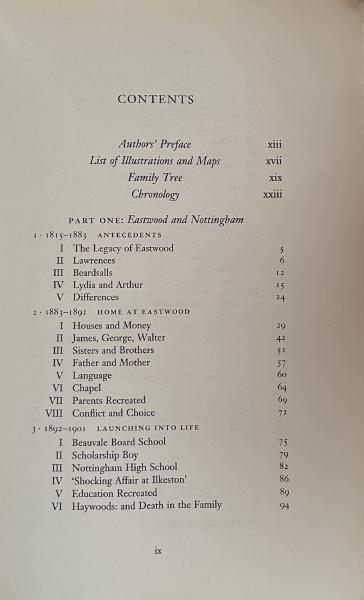 CONTENTS
Authors' Preface xiii
List of Illustrations and Maps xvii
Family Tree xix
Chronology xxiii
PART ONE: Eastwood and Nottingham
1 · 1815–1883 ANTECEDENTS
I The Legacy of Eastwood 5
II Lawrences 6
III Beardsalls 12
IV Lydia and Arthur 15
V Differences 24
2 · 1883–1892 HOME AT EASTWOOD
I Houses and Money 29
II James, George, Walter 42
III Sisters and Brothers 51
IV Father and Mother 57
V Language 60
VI Chapel 64
VII Parents Recreated 69
VIII Conflict and Choice 72
3 · 1892–1901 LAUNCHING INTO LIFE
I Beauvale Board School 75
II Scholarship Boy 79
III Nottingham High School 82
IV 'Shocking Affair at Ilkeston' 86
V Education Recreated 89
VI Haywoods: and Death in the Family 94
ix